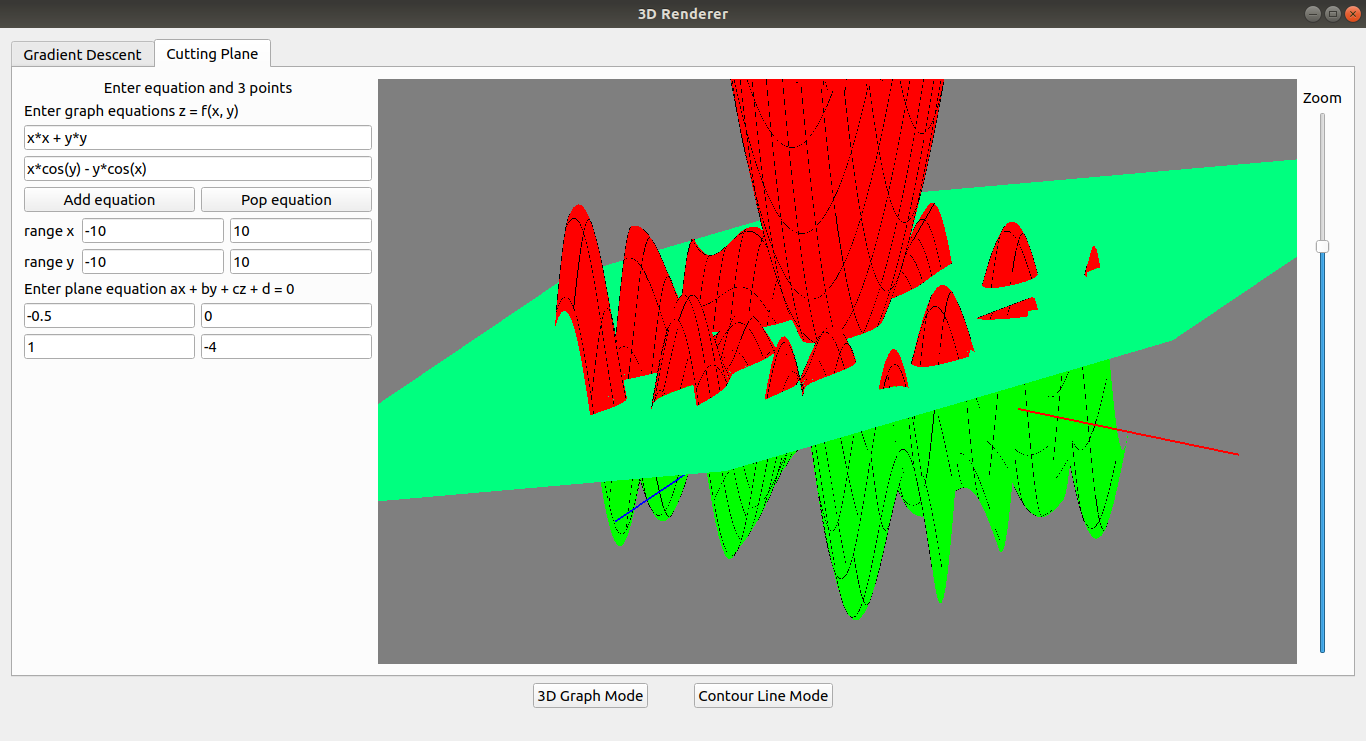 3D Renderer
Gradient Descent Cutting Plane
Enter equation and 3 points
Enter graph equations z = f(x, y)
x*x + y*y
x*cos(y) - y*cos(x)
Add equation Pop equation
range x -10 10
range y -10 10
Enter plane equation ax + by + cz + d = 0
-0.5 0
1 -4
Zoom
3D Graph Mode Contour Line Mode